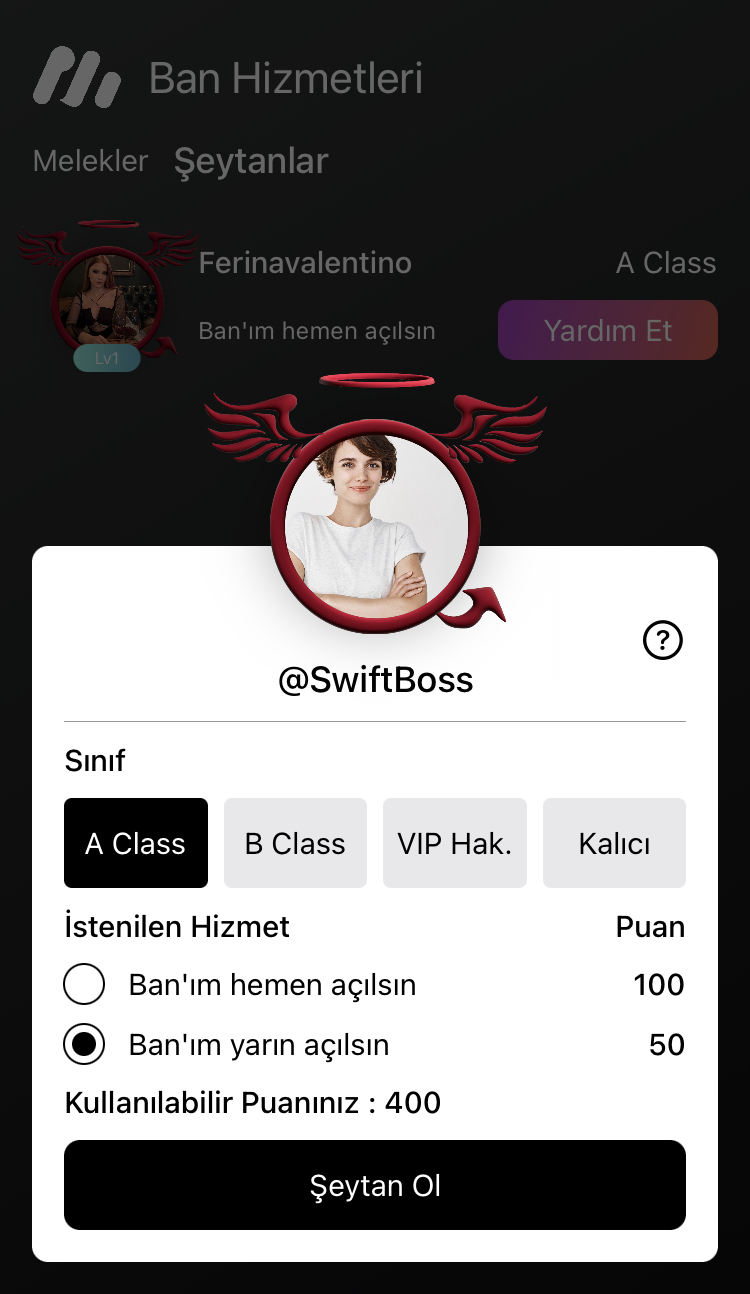 Ban Hizmetleri
Melekler Şeytanlar
Ferinavalentino A Class
Ban'ım hemen açılsın Yardım Et
Lv1
@SwiftBoss
?
Sınıf
A Class B Class VIP Hak. Kalıcı
İstenilen Hizmet Puan
Ban'ım hemen açılsın 100
Ban'ım yarın açılsın 50
Kullanılabilir Puanınız : 400
Şeytan Ol